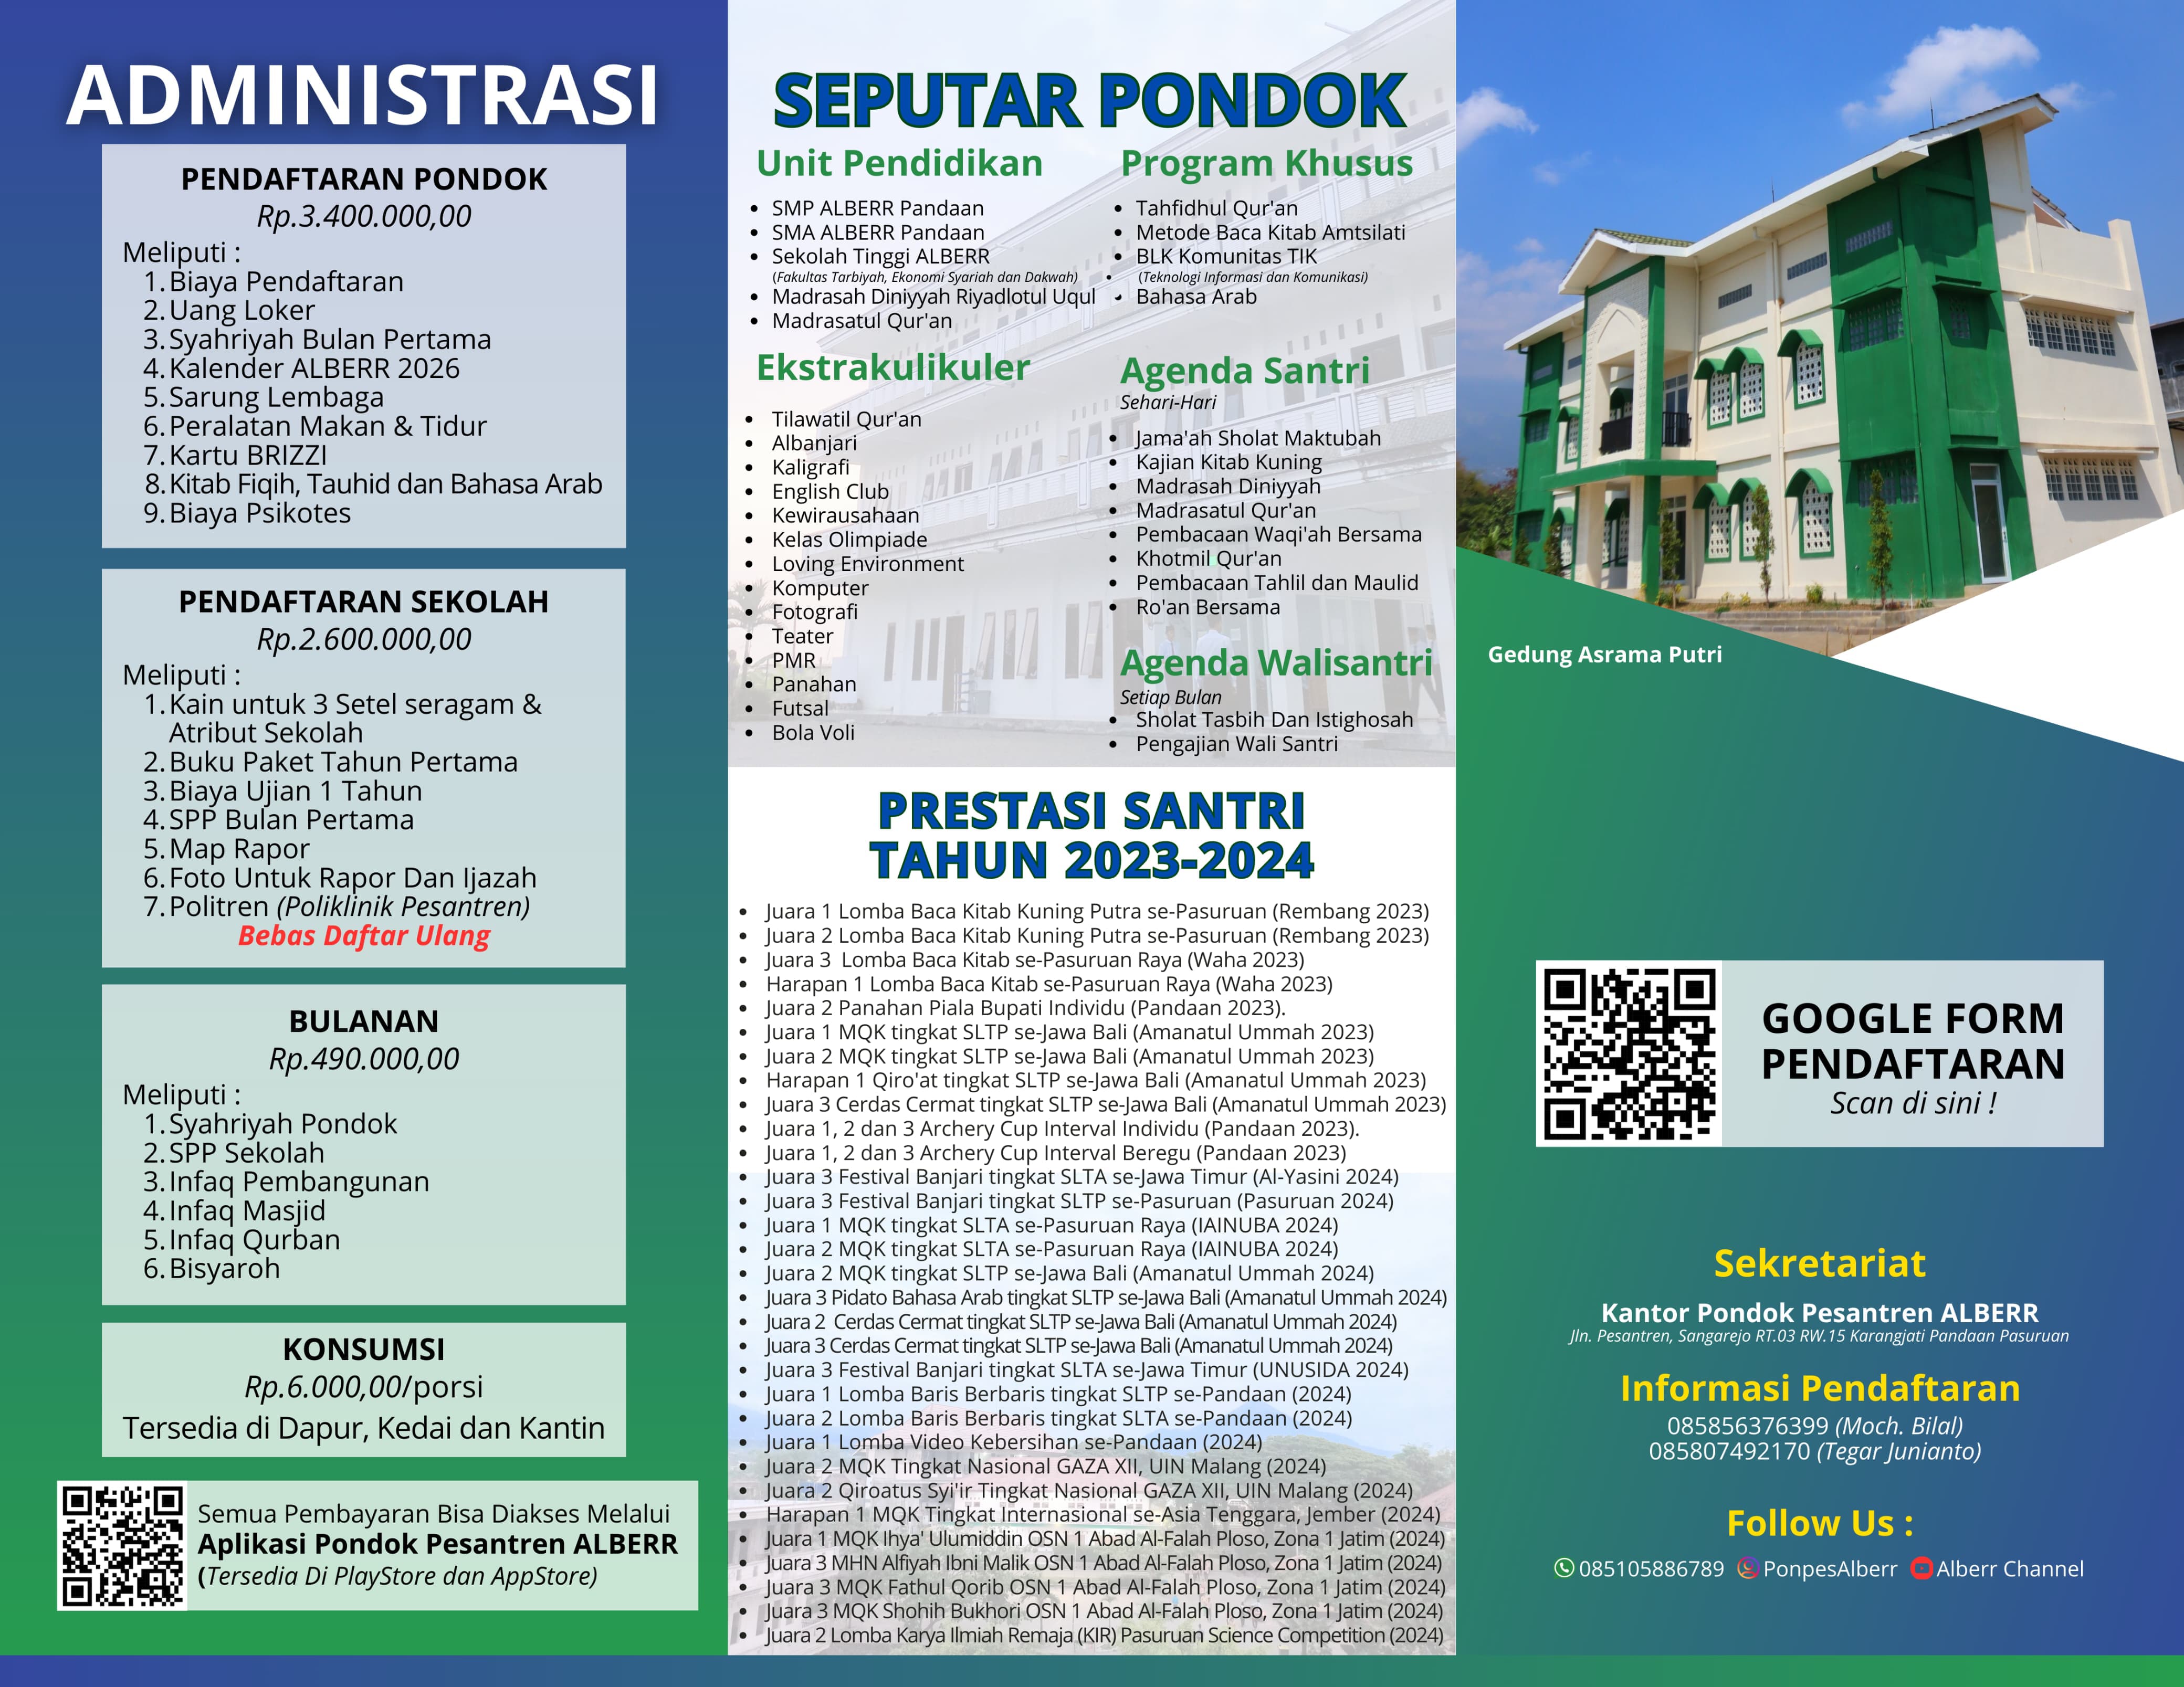 ADMINISTRASI
PENDAFTARAN PONDOK
Rp.3.400.000,00
Meliputi :
1. Biaya Pendaftaran
2. Uang Loker
3. Syahriyah Bulan Pertama
4. Kalender ALBERR 2026
5. Sarung Lembaga
6. Peralatan Makan & Tidur
7. Kartu BRIZZI
8. Kitab Fiqih, Tauhid dan Bahasa Arab
9. Biaya Psikotes
PENDAFTARAN SEKOLAH
Rp.2.600.000,00
Meliputi :
1. Kain untuk 3 Setel seragam &
Atribut Sekolah
2. Buku Paket Tahun Pertama
3. Biaya Ujian 1 Tahun
4. SPP Bulan Pertama
5. Map Rapor
6. Foto Untuk Rapor Dan Ijazah
7. Politren (Poliklinik Pesantren)
Bebas Daftar Ulang
BULANAN
Rp.490.000,00
Meliputi :
1. Syahriyah Pondok
2. SPP Sekolah
3. Infaq Pembangunan
4. Infaq Masjid
5. Infaq Qurban
6. Bisyaroh
KONSUMSI
Rp.6.000,00/porsi
Tersedia di Dapur, Kedai dan Kantin
Semua Pembayaran Bisa Diakses Melalui
Aplikasi Pondok Pesantren ALBERR
(Tersedia Di PlayStore dan AppStore)
SEPUTAR PONDOK
Unit Pendidikan
• SMP ALBERR Pandaan
• SMA ALBERR Pandaan
• Sekolah Tinggi ALBERR
(Fakultas Tarbiyah, Ekonomi Syariah dan Dakwah)
• Madrasah Diniyyah Riyadlotul Uqul
• Madrasatul Qur'an
Program Khusus
• Tahfidhul Qur'an
• Metode Baca Kitab Amtsilati
• BLK Komunitas TIK
• (Teknologi Informasi dan Komunikasi)
• Bahasa Arab
Ekstrakulikuler
• Tilawatil Qur'an
• Albanjari
• Kaligrafi
• English Club
• Kewirausahaan
• Kelas Olimpiade
• Loving Environment
• Komputer
• Fotografi
• Teater
• PMR
• Panahan
• Futsal
• Bola Voli
Agenda Santri
Sehari-Hari
• Jama'ah Sholat Maktubah
• Kajian Kitab Kuning
• Madrasah Diniyyah
• Madrasatul Qur'an
• Pembacaan Waqi'ah Bersama
• Khotmil Qur'an
• Pembacaan Tahlil dan Maulid
• Ro'an Bersama
Agenda Walisantri
Setiap Bulan
• Sholat Tasbih Dan Istighosah
• Pengajian Wali Santri
PRESTASI SANTRI
TAHUN 2023-2024
• Juara 1 Lomba Baca Kitab Kuning Putra se-Pasuruan (Rembang 2023)
• Juara 2 Lomba Baca Kitab Kuning Putra se-Pasuruan (Rembang 2023)
• Juara 3 Lomba Baca Kitab se-Pasuruan Raya (Waha 2023)
• Harapan 1 Lomba Baca Kitab se-Pasuruan Raya (Waha 2023)
• Juara 2 Panahan Piala Bupati Individu (Pandaan 2023).
• Juara 1 MQK tingkat SLTP se-Jawa Bali (Amanatul Ummah 2023)
• Juara 2 MQK tingkat SLTP se-Jawa Bali (Amanatul Ummah 2023)
• Harapan 1 Qiro'at tingkat SLTP se-Jawa Bali (Amanatul Ummah 2023)
• Juara 3 Cerdas Cermat tingkat SLTP se-Jawa Bali (Amanatul Ummah 2023)
• Juara 1, 2 dan 3 Archery Cup Interval Individu (Pandaan 2023).
• Juara 1, 2 dan 3 Archery Cup Interval Beregu (Pandaan 2023)
• Juara 3 Festival Banjari tingkat SLTA se-Jawa Timur (Al-Yasini 2024)
• Juara 3 Festival Banjari tingkat SLTP se-Pasuruan (Pasuruan 2024)
• Juara 1 MQK tingkat SLTA se-Pasuruan Raya (IAINUBA 2024)
• Juara 2 MQK tingkat SLTA se-Pasuruan Raya (IAINUBA 2024)
• Juara 2 MQK tingkat SLTP se-Jawa Bali (Amanatul Ummah 2024)
• Juara 3 Pidato Bahasa Arab tingkat SLTP se-Jawa Bali (Amanatul Ummah 2024)
• Juara 2 Cerdas Cermat tingkat SLTP se-Jawa Bali (Amanatul Ummah 2024)
• Juara 3 Cerdas Cermat tingkat SLTP se-Jawa Bali (Amanatul Ummah 2024)
• Juara 3 Festival Banjari tingkat SLTA se-Jawa Timur (UNUSIDA 2024)
• Juara 1 Lomba Baris Berbaris tingkat SLTP se-Pandaan (2024)
• Juara 2 Lomba Baris Berbaris tingkat SLTA se-Pandaan (2024)
• Juara 1 Lomba Video Kebersihan se-Pandaan (2024)
• Juara 2 MQK Tingkat Nasional GAZA XII, UIN Malang (2024)
• Juara 2 Qiroatus Syi'ir Tingkat Nasional GAZA XII, UIN Malang (2024)
• Harapan 1 MQK Tingkat Internasional se-Asia Tenggara, Jember (2024)
• Juara 1 MQK Ihya' Ulumiddin OSN 1 Abad Al-Falah Ploso, Zona 1 Jatim (2024)
• Juara 3 MHN Alfiyah Ibni Malik OSN 1 Abad Al-Falah Ploso, Zona 1 Jatim (2024)
• Juara 3 MQK Fathul Qorib OSN 1 Abad Al-Falah Ploso, Zona 1 Jatim (2024)
• Juara 3 MQK Shohih Bukhori OSN 1 Abad Al-Falah Ploso, Zona 1 Jatim (2024)
• Juara 2 Lomba Karya Ilmiah Remaja (KIR) Pasuruan Science Competition (2024)
Gedung Asrama Putri
GOOGLE FORM
PENDAFTARAN
Scan di sini !
Sekretariat
Kantor Pondok Pesantren ALBERR
Jln. Pesantren, Sangarejo RT.03 RW.15 Karangjati Pandaan Pasuruan
Informasi Pendaftaran
085856376399 (Moch. Bilal)
085807492170 (Tegar Junianto)
Follow Us :
085105886789 PonpesAlberr Alberr Channel